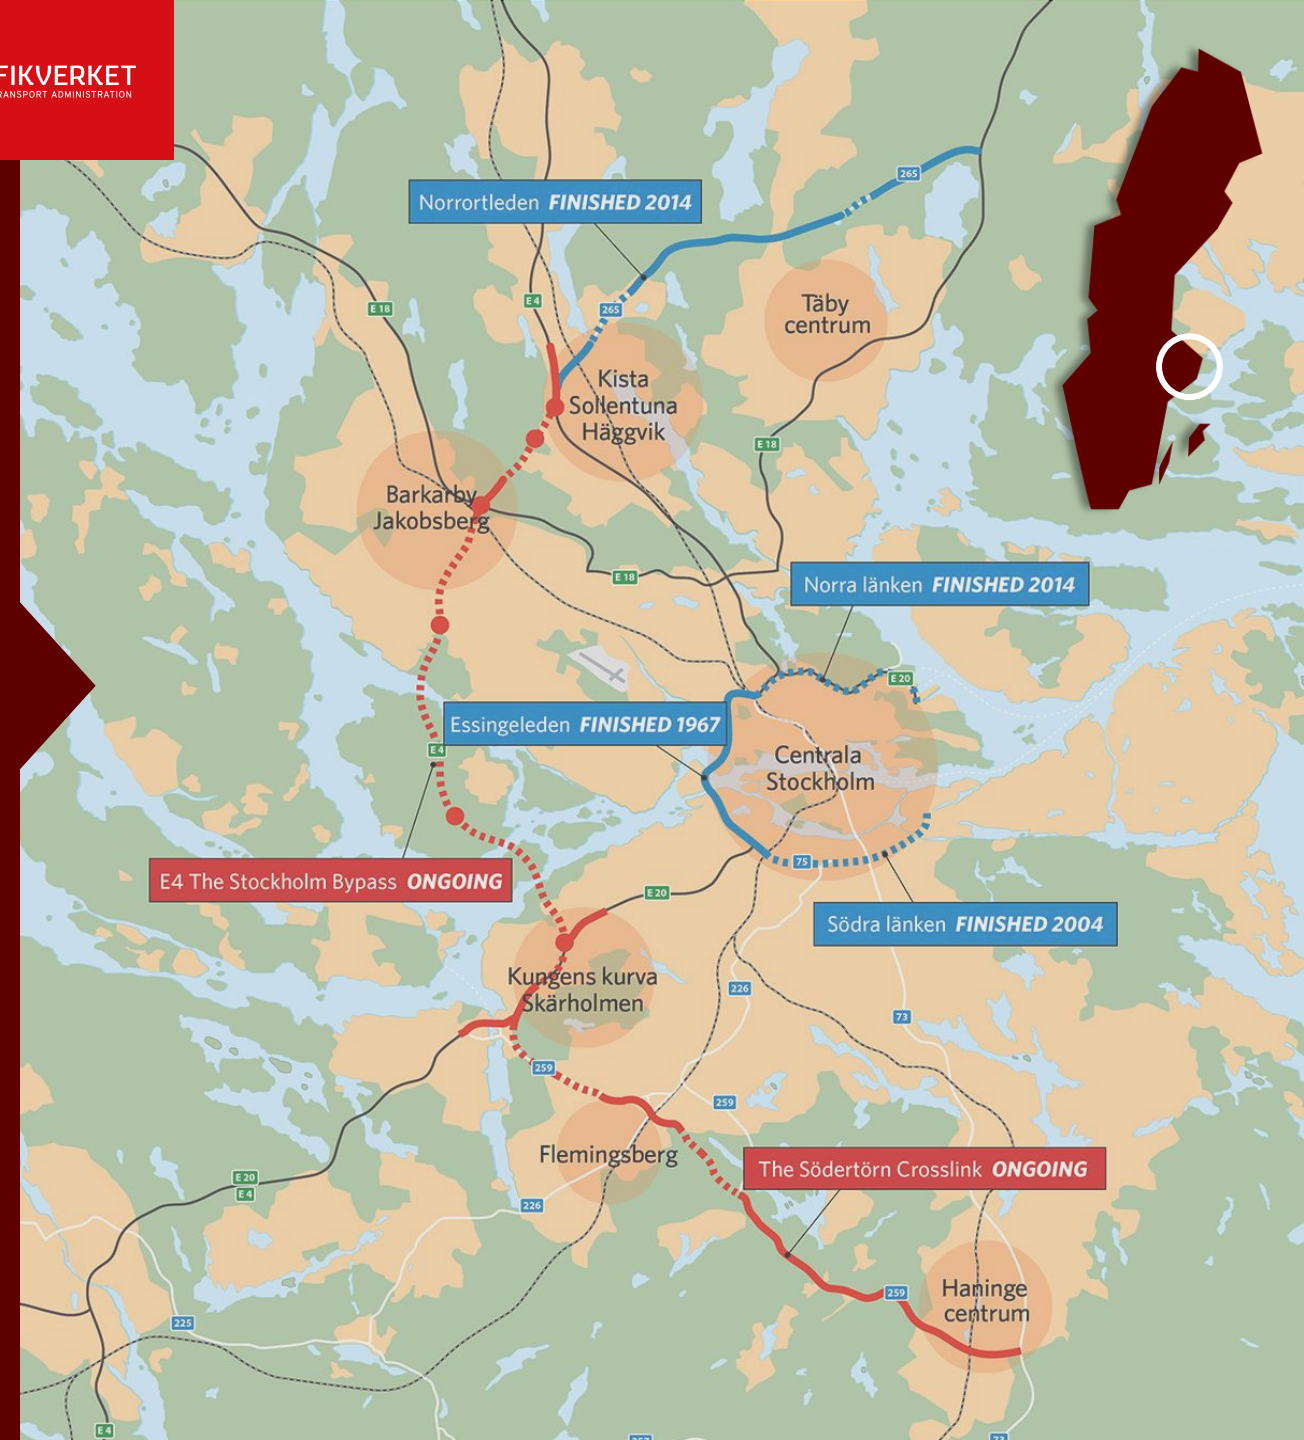 FIKVERKET
RANSPORT ADMINISTRATION
265
Norrortleden FINISHED 2014
E 4
265
E 18
Täby
centrum
Kista
Sollentuna
Häggvik
E 18
Barkarby
Jakobsberg
E 18
Norra länken FINISHED 2014
E 20
Essingeleden FINISHED 1967
E 4
Centrala
Stockholm
75
E4 The Stockholm Bypass ONGOING
E 20
Södra länken FINISHED 2004
Kungens kurva
Skärholmen
226
73
259
259
Flemingsberg
The Södertörn Crosslink ONGOING
E 20
E 4
226
259
Haninge
centrum
225
E 4